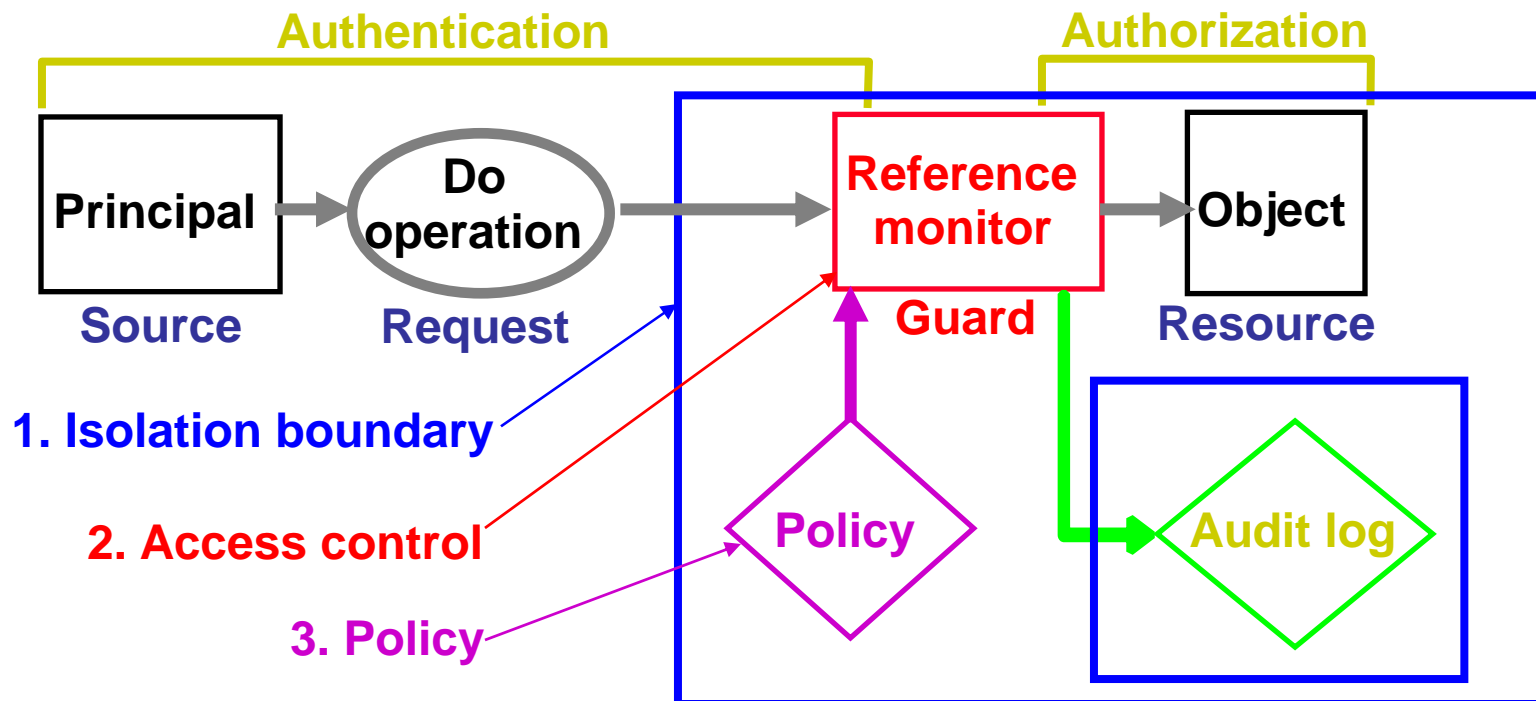 Authentication
Authorization
Principal
Do
operation
Reference
monitor
Object
Source
Request
Guard
Resource
1. Isolation boundary
2. Access control
Policy
Audit log
3. Policy